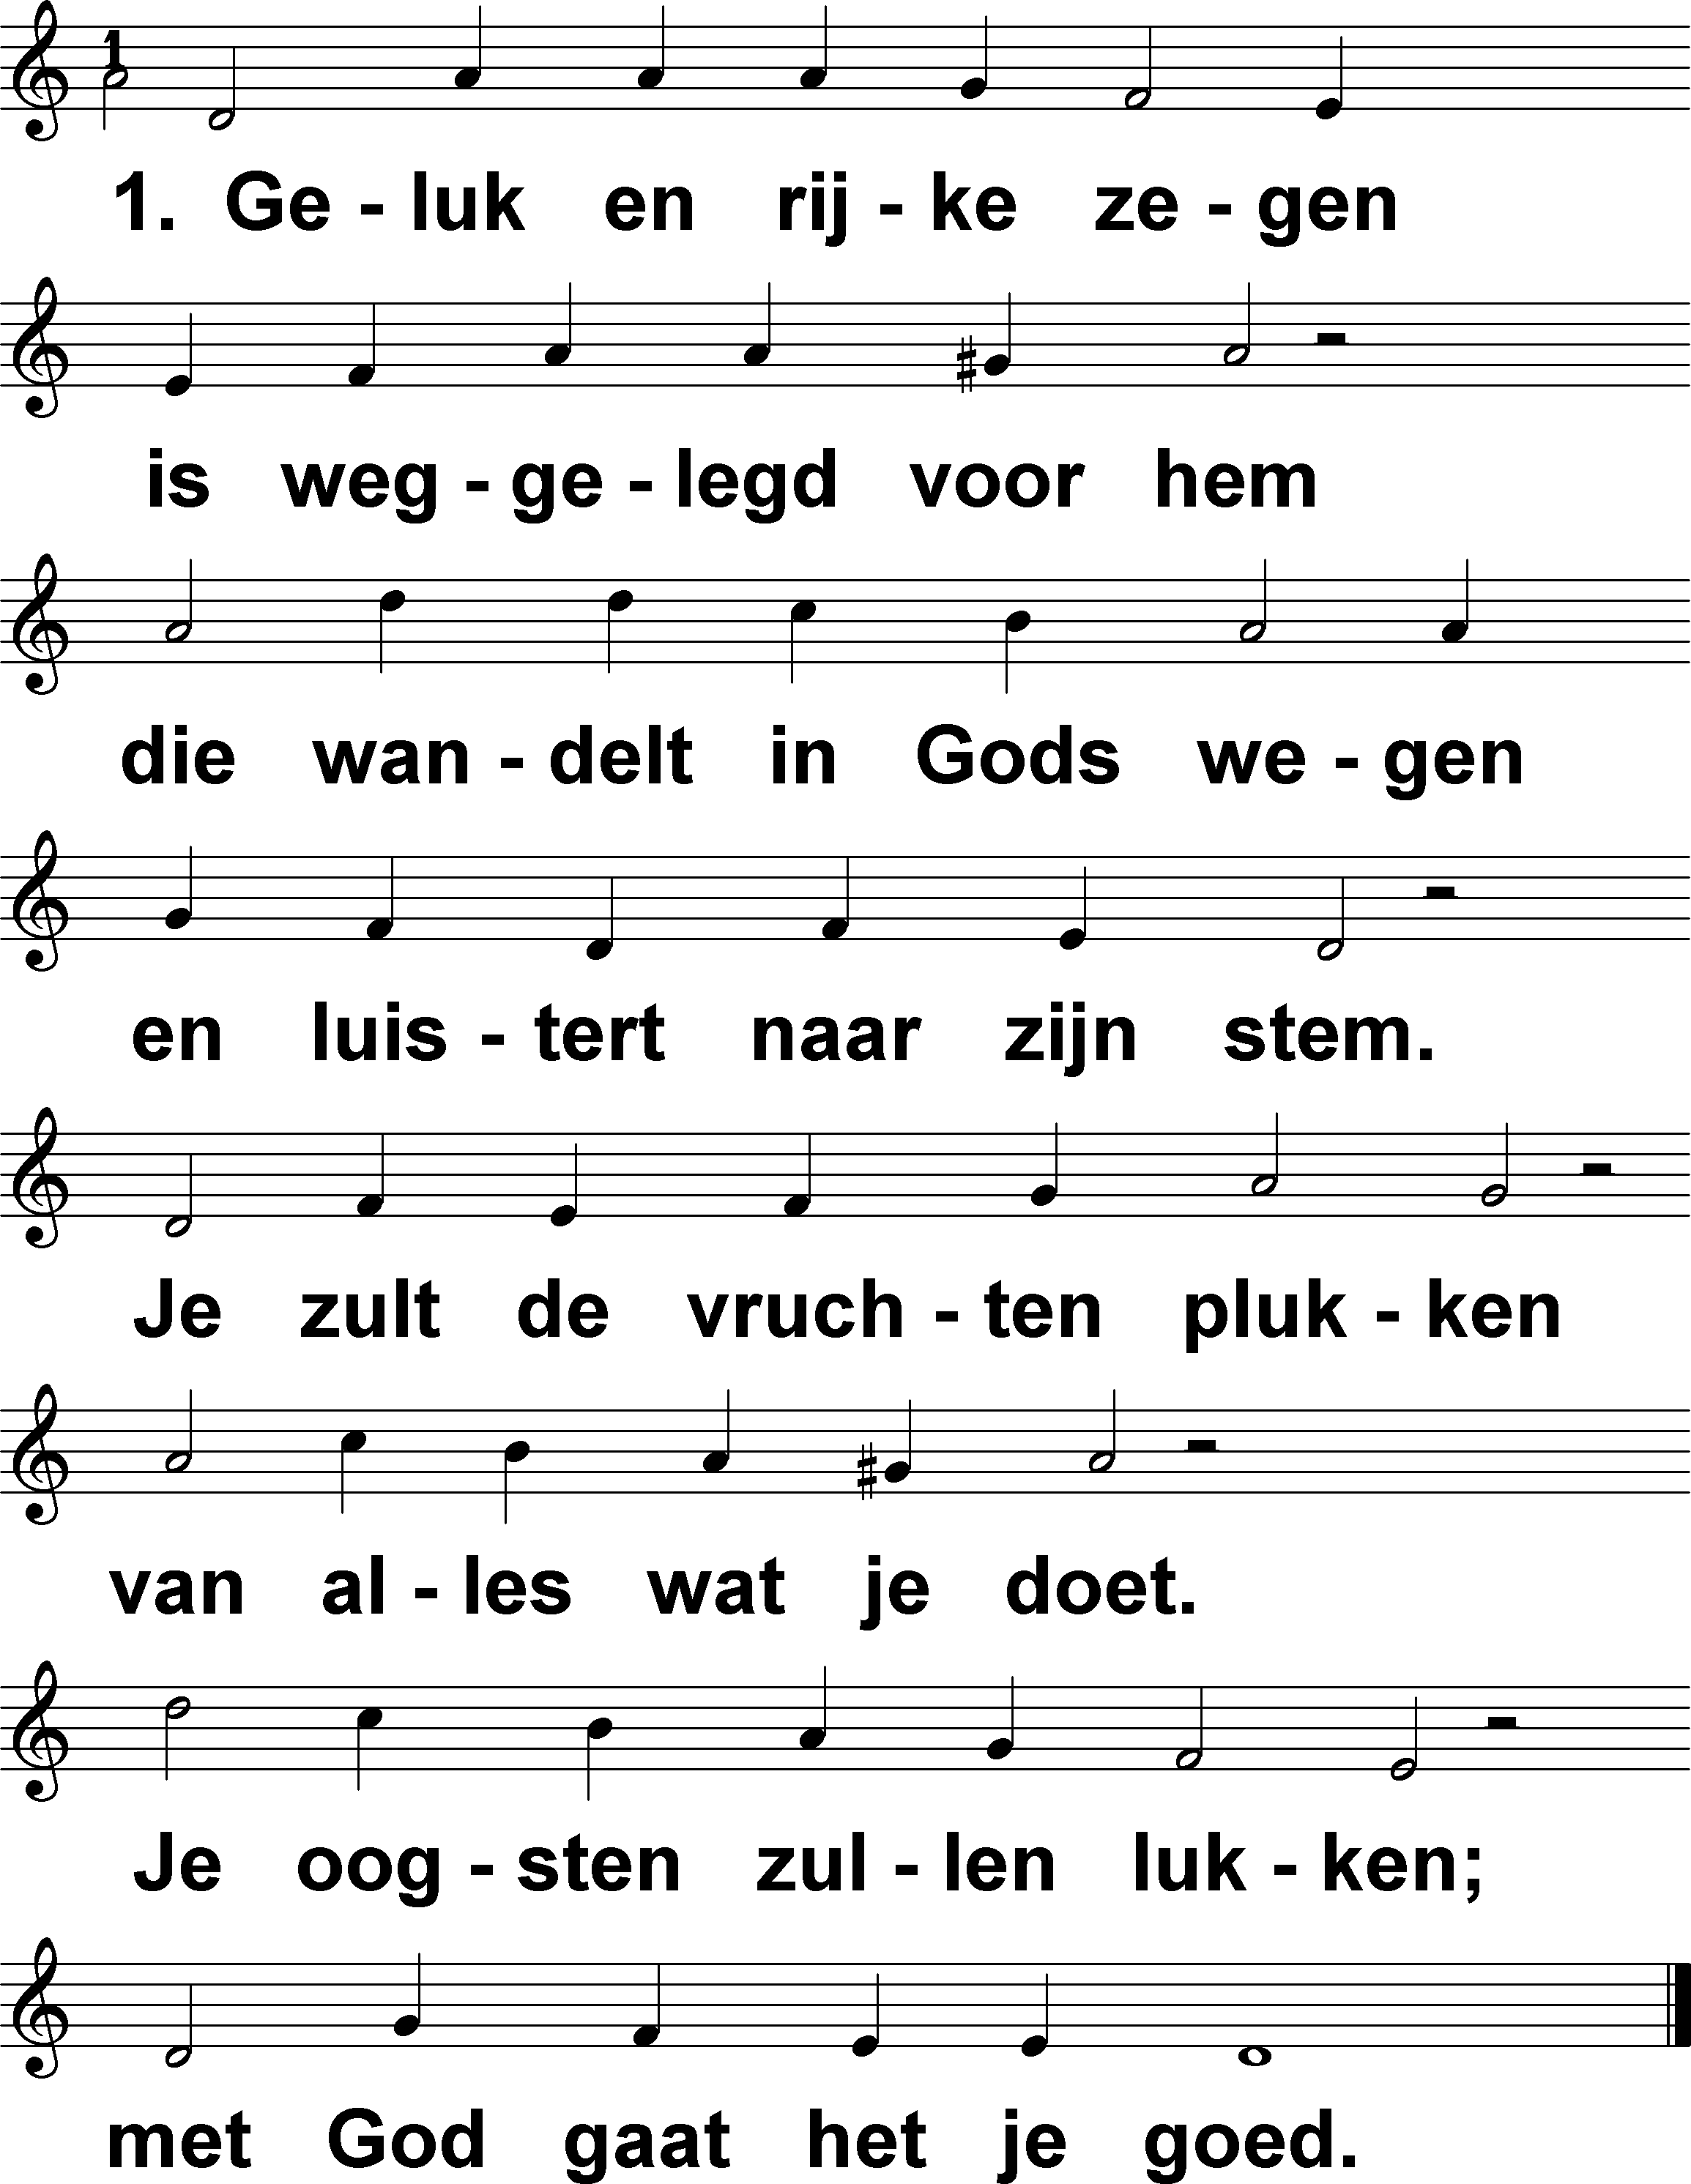 1
1. Ge - luk en rij - ke ze - gen
is weg - ge - legd voor hem
die wan - delt in Gods we - gen
en luis - tert naar zijn stem.
Je zult de vruch - ten pluk - ken
van al - les wat je doet.
Je oog - sten zul - len luk - ken;
met God gaat het je goed.